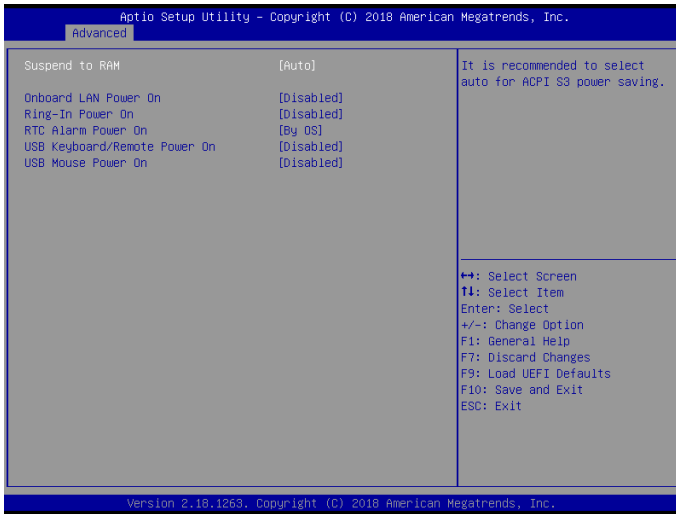 Aptio Setup Utility – Copyright (C) 2018 American Megatrends, Inc.
Advanced
Suspend to RAM [Auto]
Onboard LAN Power On [Disabled]
Ring-In Power On [Disabled]
RTC Alarm Power On [By OS]
USB Keyboard/Remote Power On [Disabled]
USB Mouse Power On [Disabled]
It is recommended to select
auto for ACPI S3 power saving.
↔: Select Screen
↑↓: Select Item
Enter: Select
+/-: Change Option
F1: General Help
F7: Discard Changes
F9: Load UEFI Defaults
F10: Save and Exit
ESC: Exit
Version 2.18.1263. Copyright (C) 2018 American Megatrends, Inc.